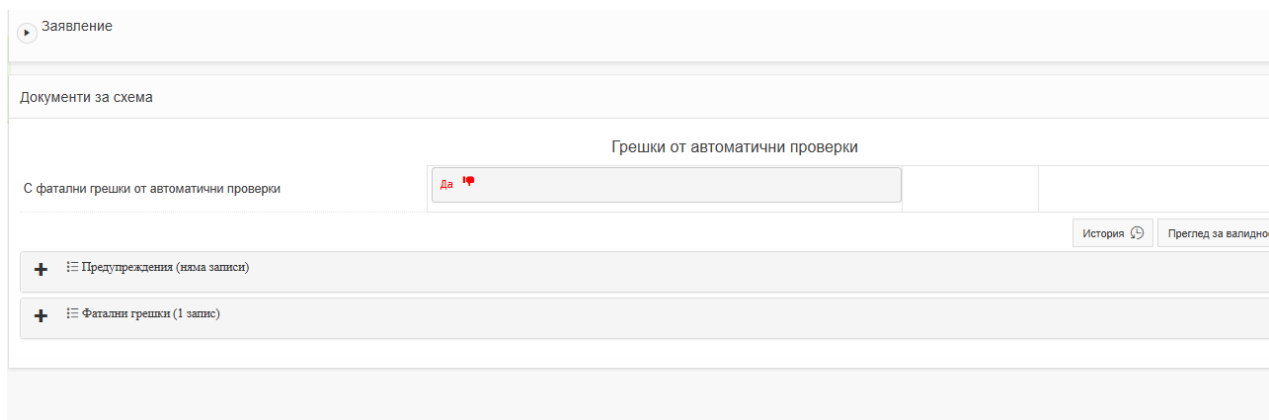 Заявление
Документи за схема
Грешки от автоматични проверки
С фатални грешки от автоматични проверки
Да
История
Преглед за валиднос
Предупреждения (няма записи)
Фатални грешки (1 запис)